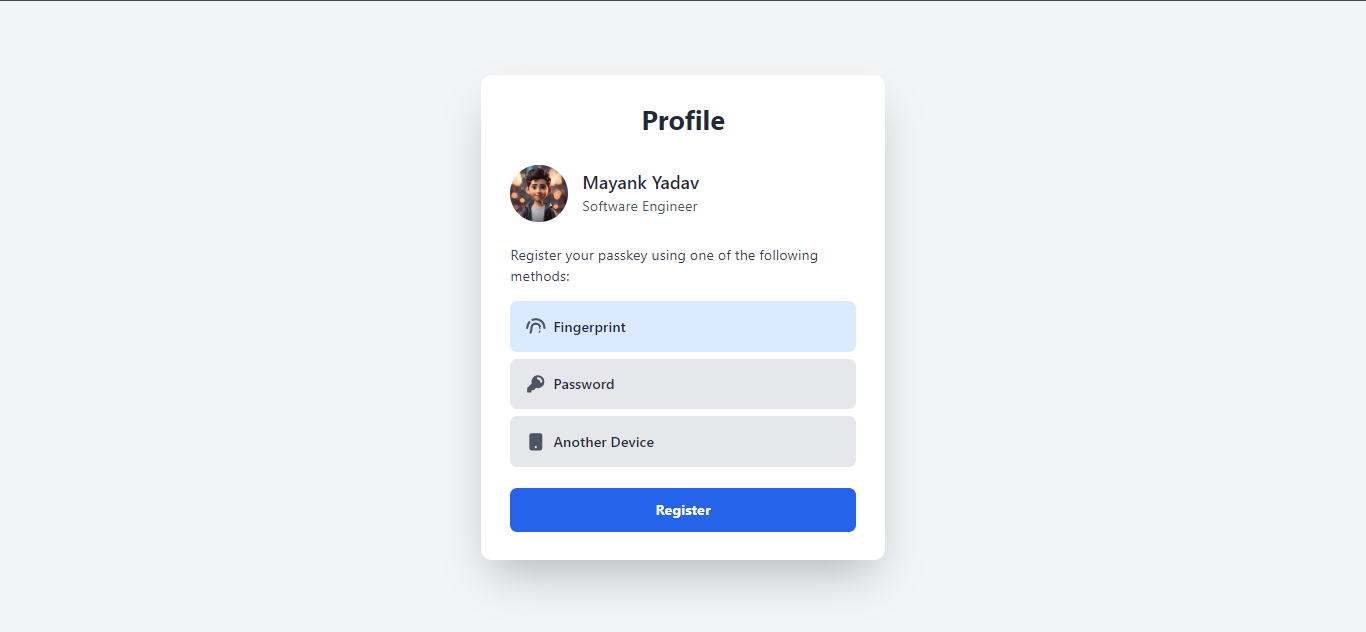 Profile
Mayank Yadav
Software Engineer
Register your passkey using one of the following
methods:
Fingerprint
Password
Another Device
Register